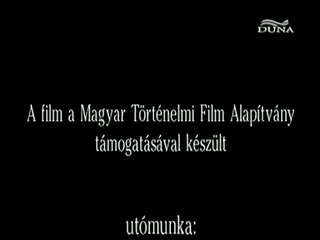 DUNA
A film a Magyar Történelmi Film Alapítvány
támogatásával készült
utómunka: